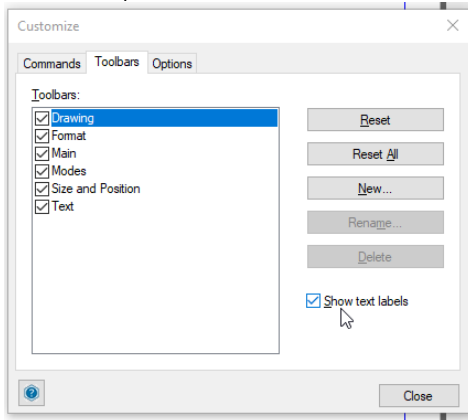 Customize
Commands Toolbars Options
Toolbars:
Drawing
Format
Main
Modes
Size and Position
Text
Reset
Reset All
New...
Rename...
Delete
Show text labels
?
Close